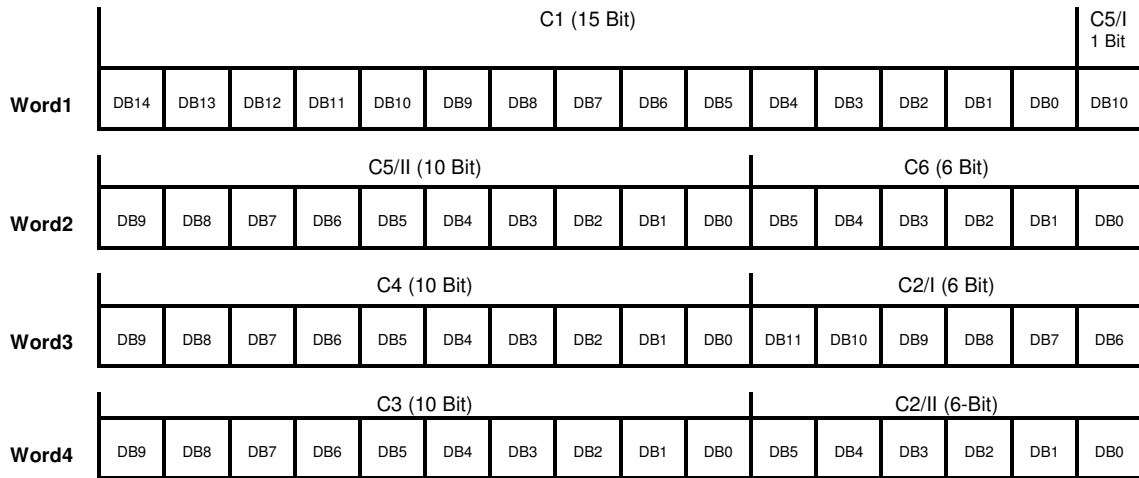 C1 (15 Bit) C5/I
1 Bit
Word1 DB14 DB13 DB12 DB11 DB10 DB9 DB8 DB7 DB6 DB5 DB4 DB3 DB2 DB1 DB0 DB10
C5/II (10 Bit) C6 (6 Bit)
Word2 DB9 DB8 DB7 DB6 DB5 DB4 DB3 DB2 DB1 DB0 DB5 DB4 DB3 DB2 DB1 DB0
C4 (10 Bit) C2/I (6 Bit)
Word3 DB9 DB8 DB7 DB6 DB5 DB4 DB3 DB2 DB1 DB0 DB11 DB10 DB9 DB8 DB7 DB6
C3 (10 Bit) C2/II (6-Bit)
Word4 DB9 DB8 DB7 DB6 DB5 DB4 DB3 DB2 DB1 DB0 DB5 DB4 DB3 DB2 DB1 DB0